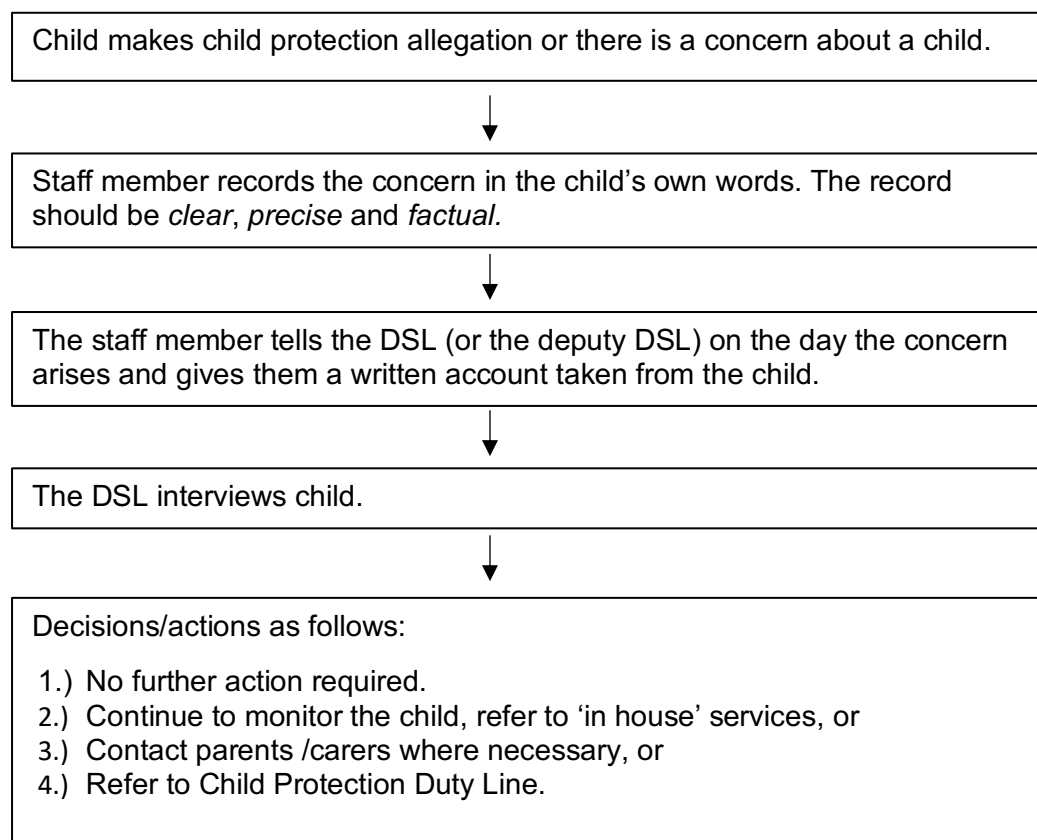 Child makes child protection allegation or there is a concern about a child.
Staff member records the concern in the child’s own words. The record
should be clear, precise and factual.
The staff member tells the DSL (or the deputy DSL) on the day the concern
arises and gives them a written account taken from the child.
The DSL interviews child.
Decisions/actions as follows:
1.) No further action required.
2.) Continue to monitor the child, refer to ‘in house’ services, or
3.) Contact parents /carers where necessary, or
4.) Refer to Child Protection Duty Line.